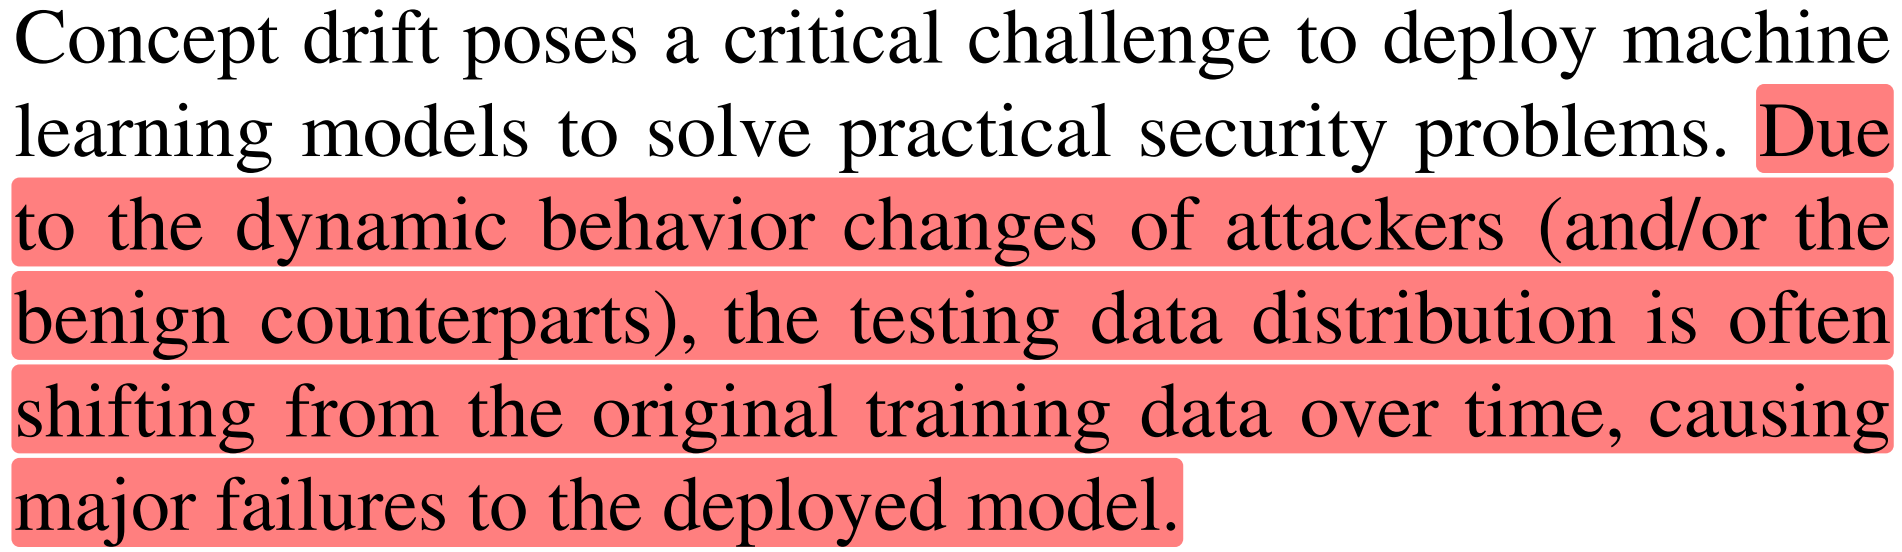 Concept drift poses a critical challenge to deploy machine
learning models to solve practical security problems. Due
to the dynamic behavior changes of attackers (and/or the
benign counterparts), the testing data distribution is often
shifting from the original training data over time, causing
major failures to the deployed model.